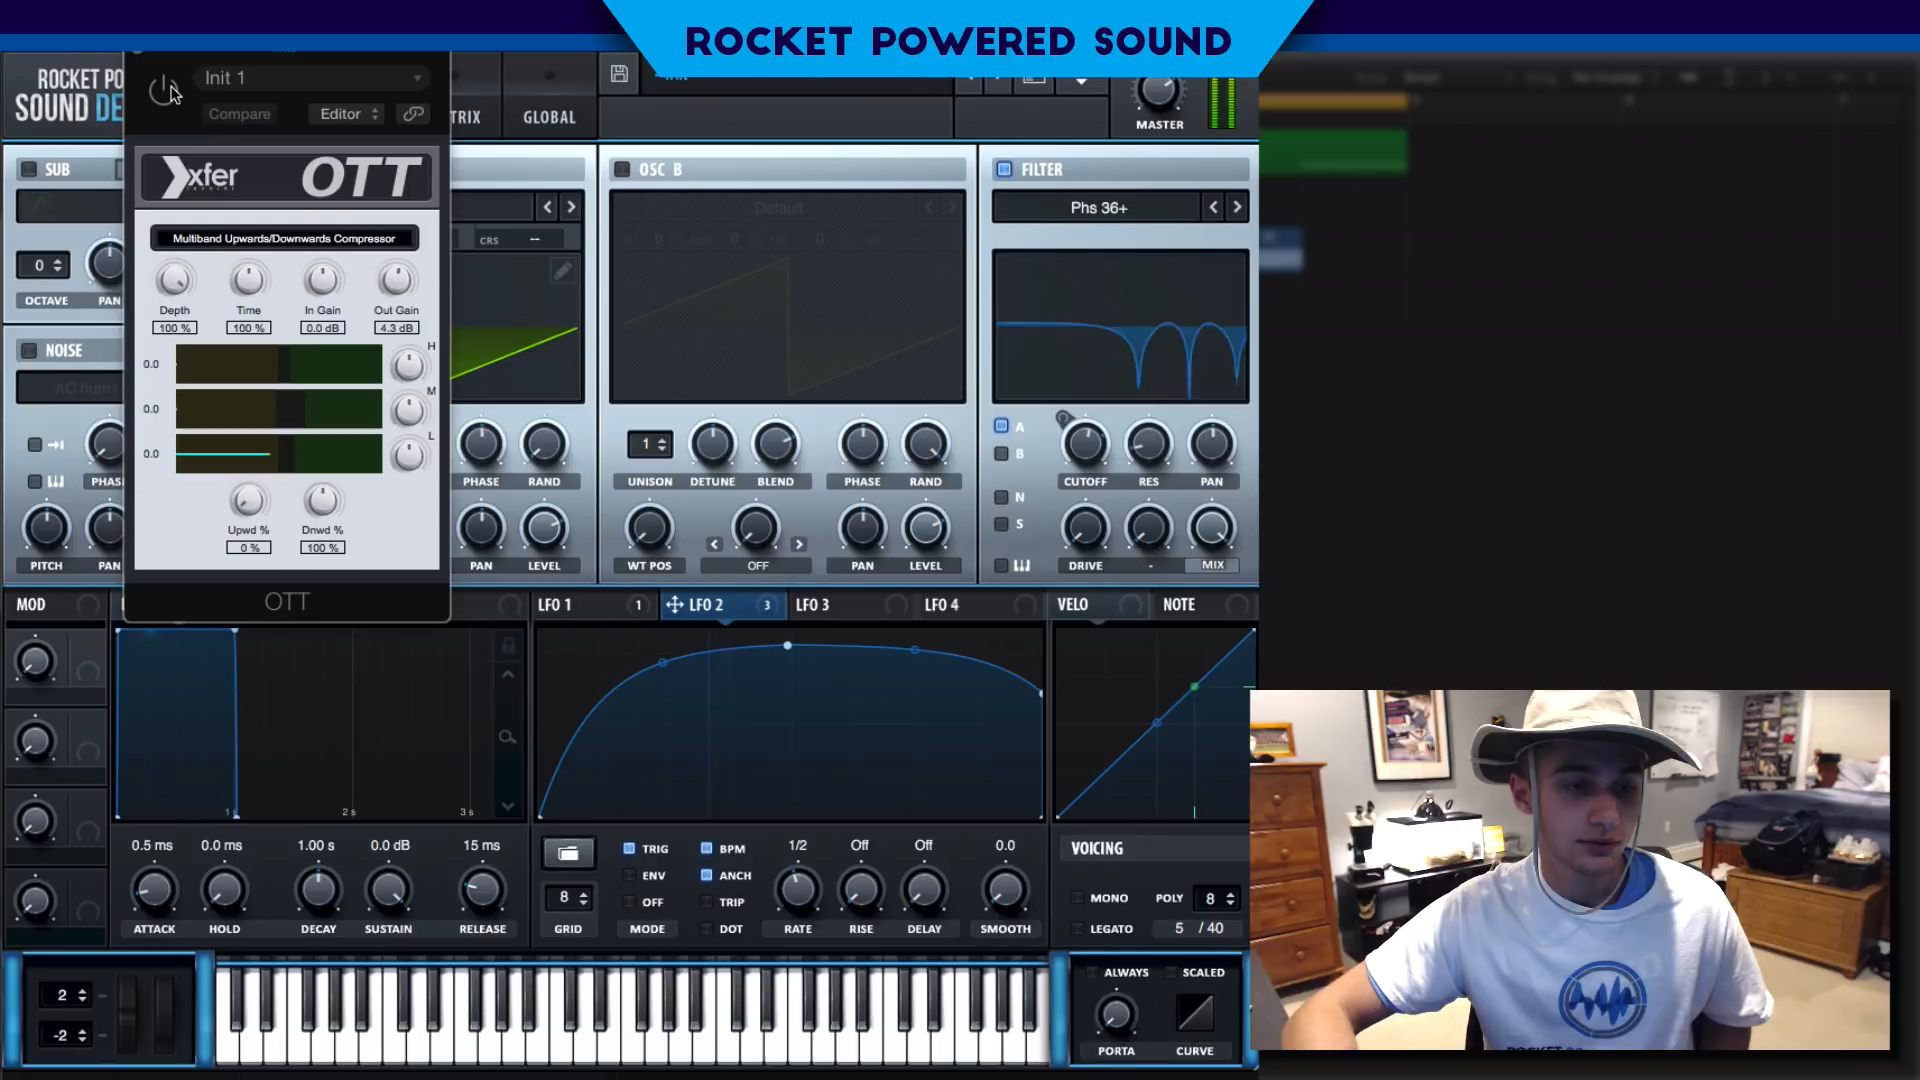 ROCKET POWERED SOUND
ROCKET PO
SOUND DE
Init 1
Compare
Editor
TRIX
GLOBAL
MASTER
xfer
OTT
Multiband Upwards/Downwards Compressor
Depth
Time
In Gain
Out Gain
100 %
100 %
0.0 dB
4.3 dB
H
0.0
M
0.0
L
0.0
Upwd %
Dnwd %
0 %
100 %
OTT
SUB
0
OCTAVE
PAN
NOISE
AC hum
PHASE
PITCH
PAN
CRS
--
PHASE
RAND
PAN
LEVEL
OSC B
Default
1
UNISON
DETUNE
BLEND
PHASE
RAND
WT POS
OFF
PAN
LEVEL
FILTER
Phs 36+
A
B
N
S
CUTOFF
RES
PAN
DRIVE
-
MIX
MOD
LFO 1
1
LFO 2
3
LFO 3
LFO 4
VELO
NOTE
1
2 s
3 s
0.5 ms
0.0 ms
1.00 s
0.0 dB
15 ms
ATTACK
HOLD
DECAY
SUSTAIN
RELEASE
8
GRID
TRIG
ENV
OFF
MODE
BPM
ANCH
TRIP
DOT
1/2
Off
Off
0.0
RATE
RISE
DELAY
SMOOTH
VOICING
MONO
POLY
8
LEGATO
5 / 40
2
-2
ALWAYS
SCALED
PORTA
CURVE